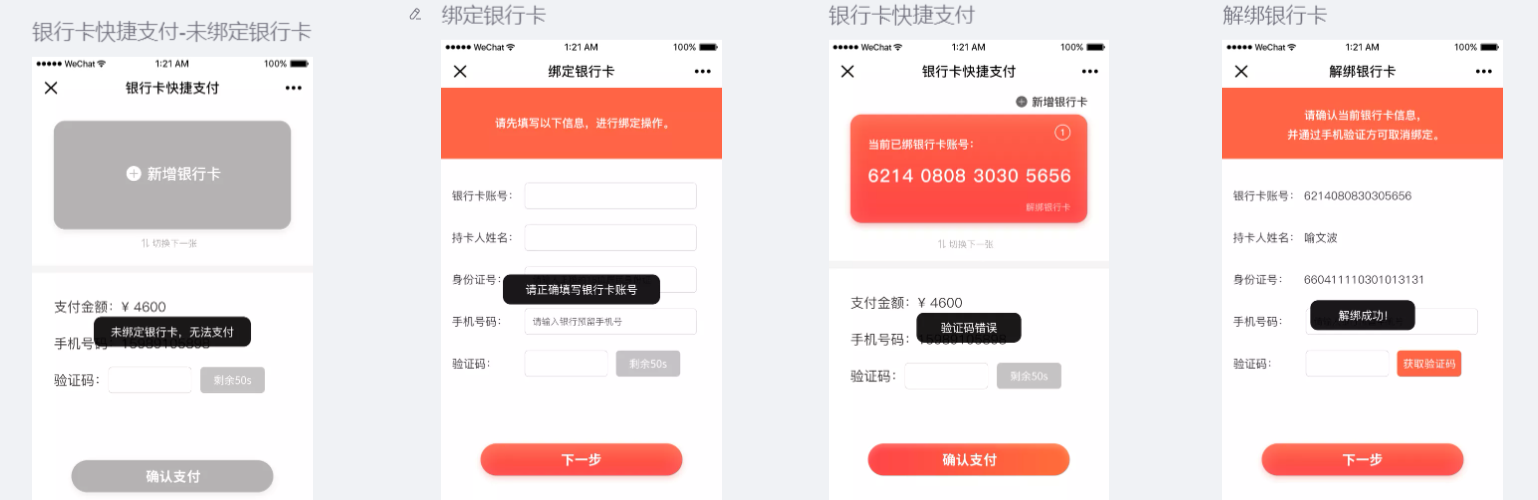 银行卡快捷支付-未绑定银行卡
WeChat
1:21 AM
100%
银行卡快捷支付
新增银行卡
切换下一张
支付金额：¥ 4600
未绑定银行卡，无法支付
手机号码
验证码：
剩余50s
确认支付
绑定银行卡
WeChat
1:21 AM
100%
绑定银行卡
请先填写以下信息，进行绑定操作。
银行卡账号：
持卡人姓名：
身份证号：
请正确填写银行卡账号
手机号码：
请输入银行预留手机号
验证码：
剩余50s
下一步
银行卡快捷支付
WeChat
1:21 AM
100%
银行卡快捷支付
新增银行卡
1
当前已绑银行卡账号：
6214 0808 3030 5656
解绑银行卡
切换下一张
支付金额：¥ 4600
验证码错误
手机号码：
验证码：
剩余50s
确认支付
解绑银行卡
WeChat
1:21 AM
100%
解绑银行卡
请确认当前银行卡信息，
并通过手机验证方可取消绑定。
银行卡账号：6214080830305656
持卡人姓名：喻文波
身份证号：660411110301013131
解绑成功！
手机号码：
验证码：
获取验证码
下一步